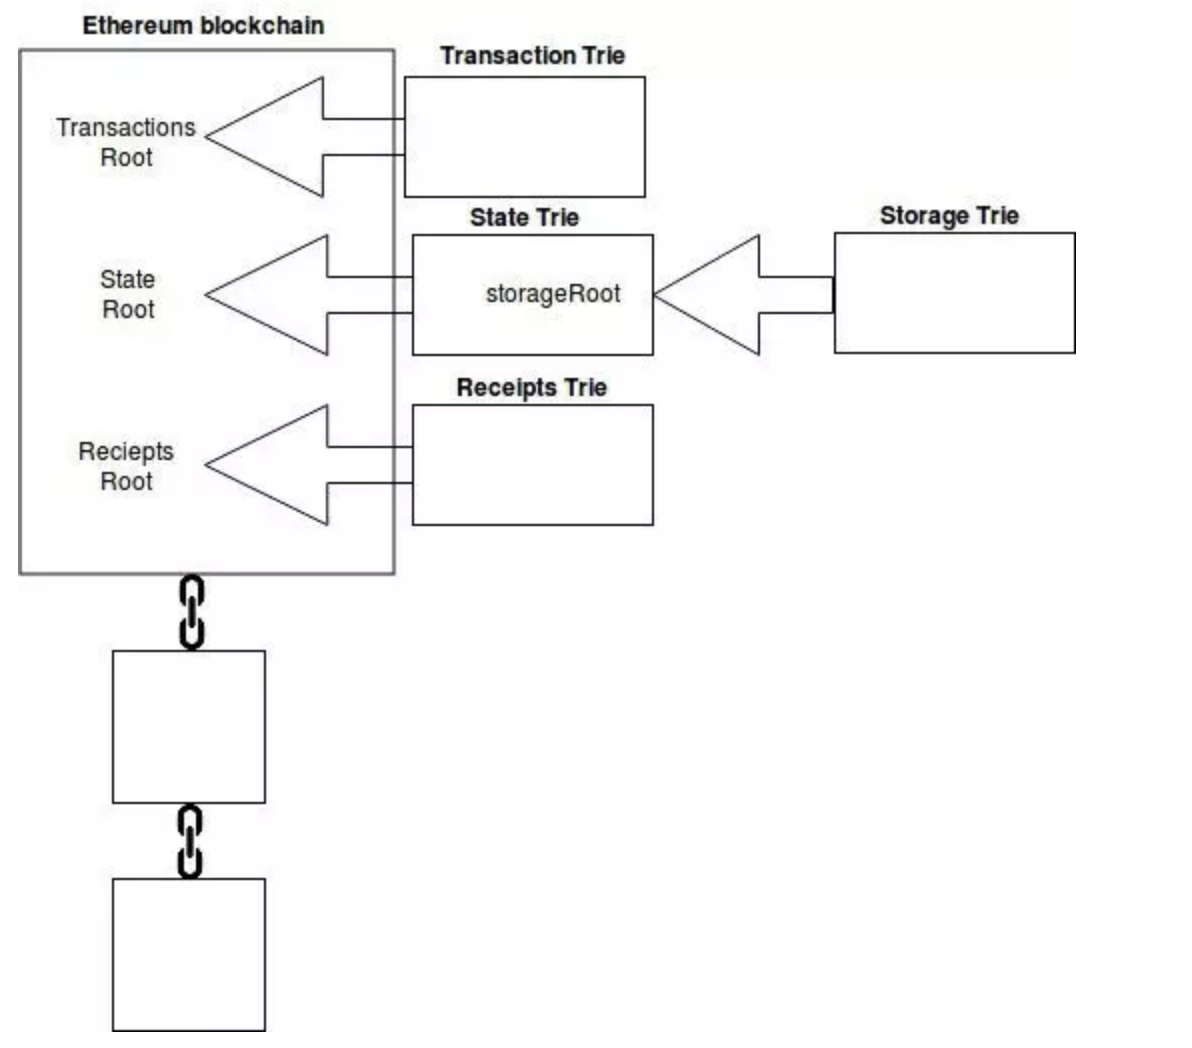 Ethereum blockchain
Transaction Trie
Transactions
Root
State Trie
Storage Trie
State
Root
storageRoot
Receipts Trie
Reciepts
Root